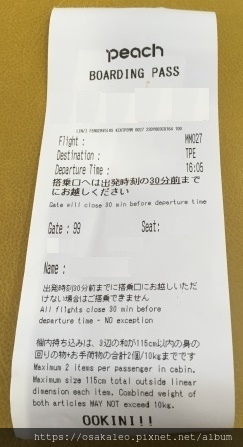 peach
BOARDING PASS
Flight : MM027
Destination : TPE
Departure Time : 16:05
搭乗口へは出発時刻の30分前まで
にお越しください
Gate will close 30 min before departure time
Gate : 99 Seat:
Name :
出発時刻30分前までに搭乗口にお越しいただ
けない場合はご搭乗できません
All flights close 30 min before
departure time - NO exception
機内持ち込みは、3辺の和が115cm以内の身の
回りの物+お手荷物の合計2個/10kgまでです
Maximum 2 items per passenger in cabin.
Maximum size 115cm total outside linear
dimension each item. Combined weight of
both articles MAY NOT exceed 10kg.
OOKINI!!
https://osakaleo.pixnet.net/album